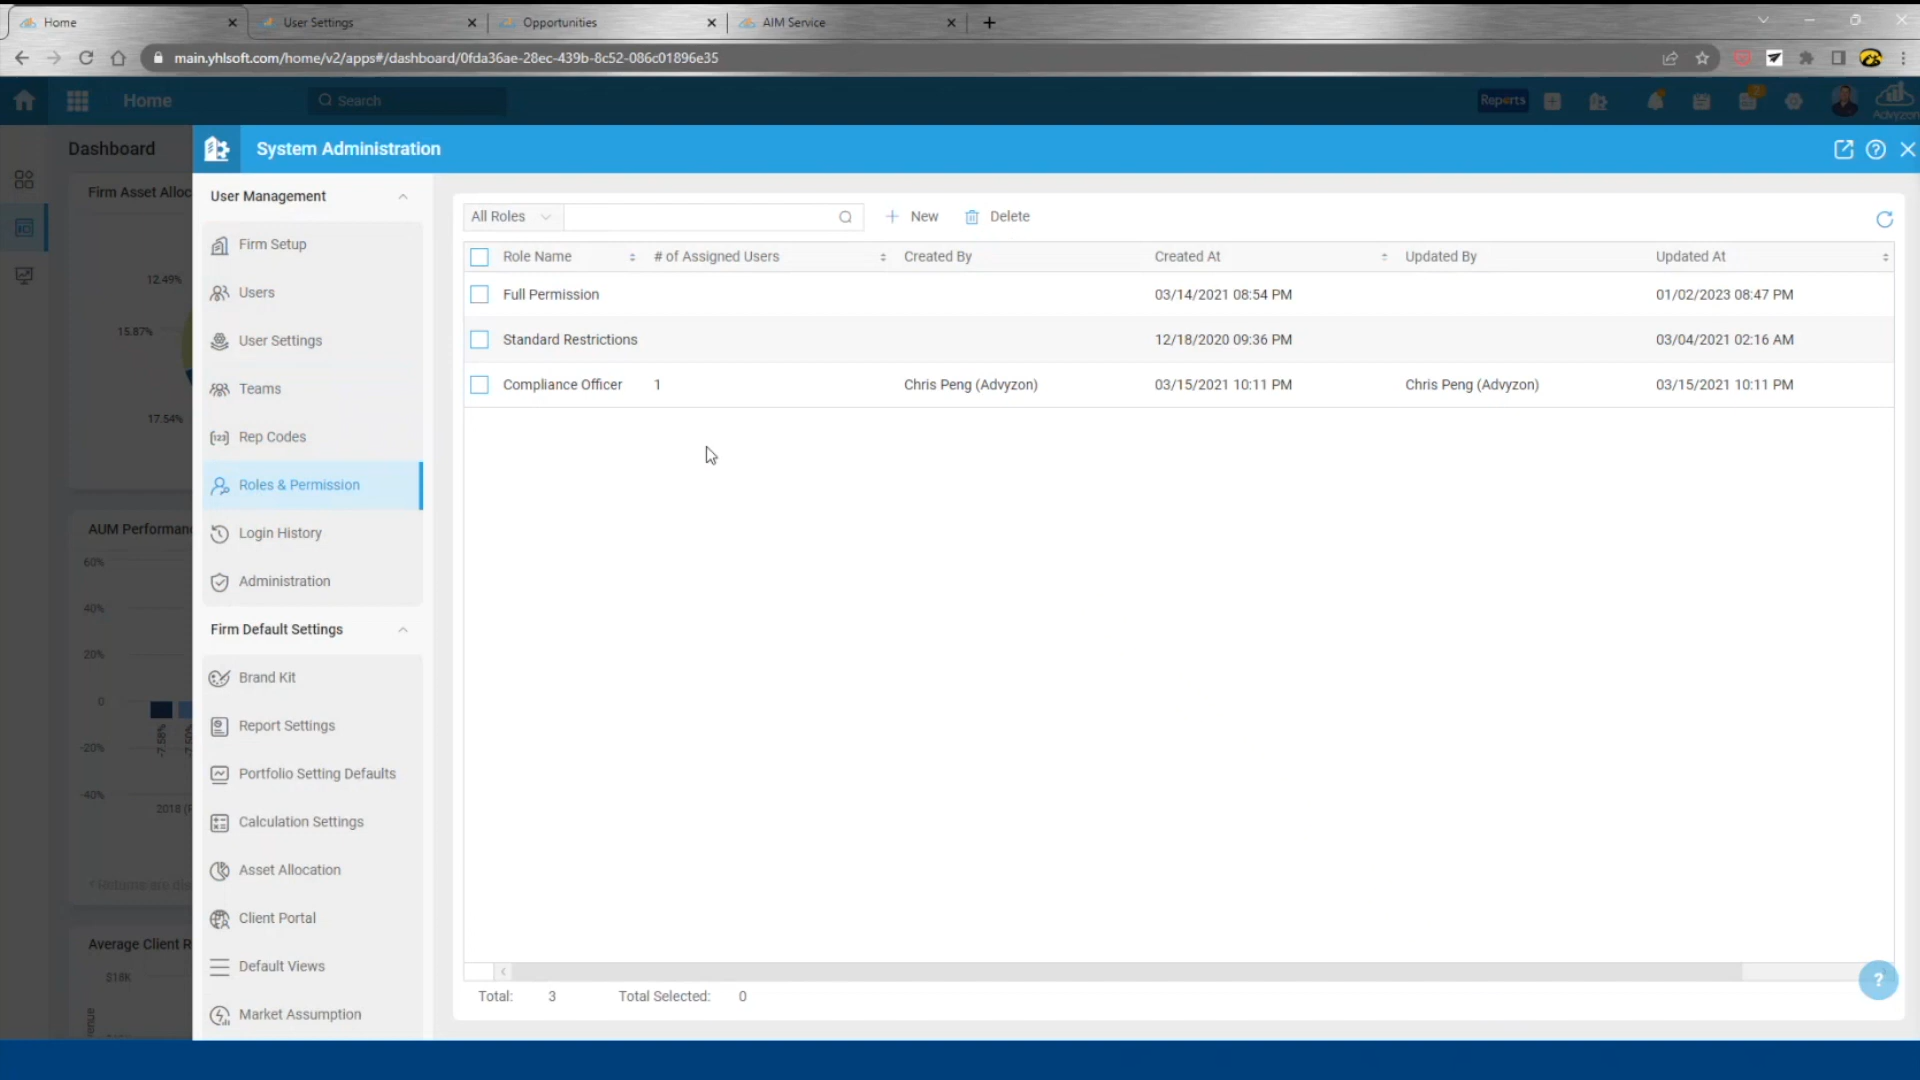 Home
User Settings
Opportunities
AIM Service
main.yhlsoft.com/home/v2/apps#/dashboard/0fda36ae-28ec-439b-8c52-086c01896e35
Home
Search
Reports
2
Advyzon
Dashboard
System Administration
Firm Asset Alloc
12.49%
15.87%
17.54%
AUM Performan
60%
40%
20%
0
-20%
-40%
-7.58%
2018 (
Returns are dis
Average Client R
$18K
User Management
Firm Setup
Users
User Settings
Teams
Rep Codes
Roles & Permission
Login History
Administration
Firm Default Settings
Brand Kit
Report Settings
Portfolio Setting Defaults
Calculation Settings
Asset Allocation
Client Portal
Default Views
Market Assumption
All Roles
New
Delete
Role Name # of Assigned Users Created By Created At Updated By Updated At
Full Permission 03/14/2021 08:54 PM 01/02/2023 08:47 PM
Standard Restrictions 12/18/2020 09:36 PM 03/04/2021 02:16 AM
Compliance Officer 1 Chris Peng (Advyzon) 03/15/2021 10:11 PM Chris Peng (Advyzon) 03/15/2021 10:11 PM
Total: 3 Total Selected: 0
?